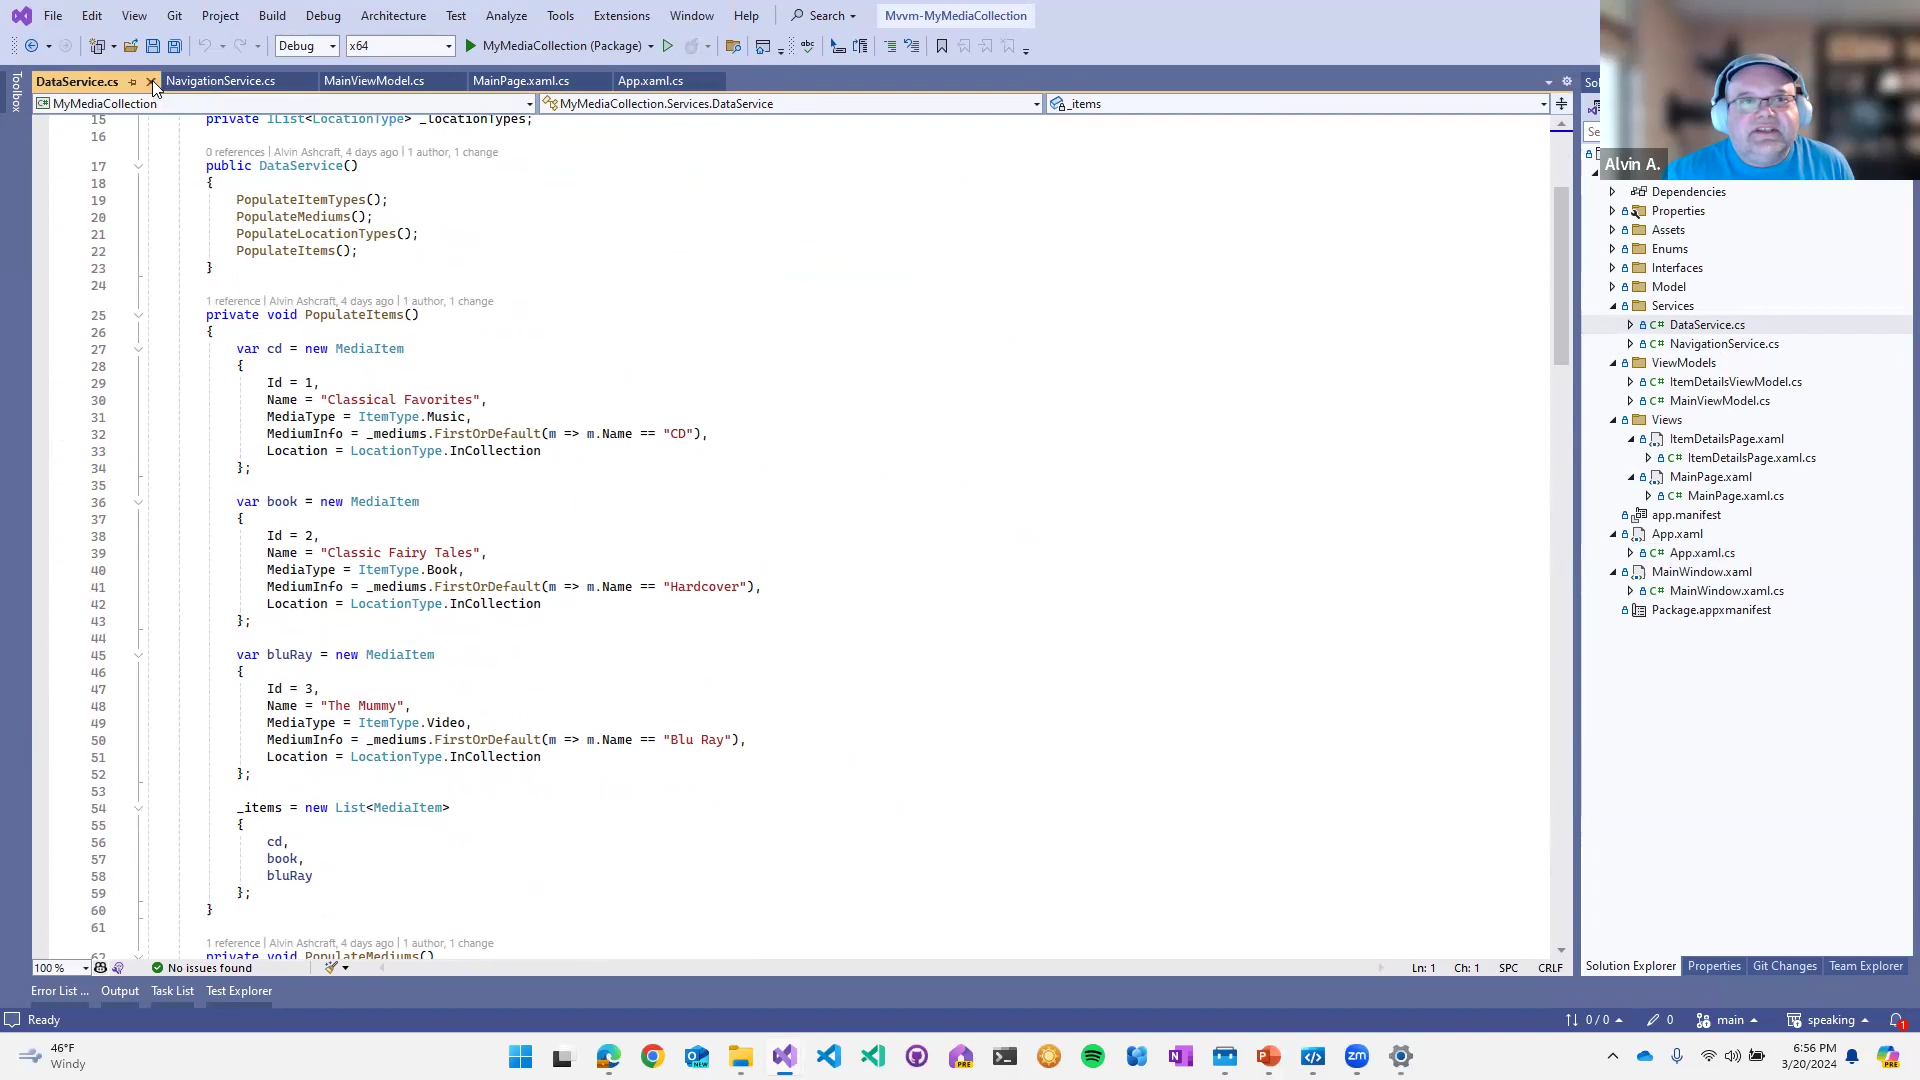 File Edit View Git Project Build Debug Architecture Test Analyze Tools Extensions Window Help Search Mvvm-MyMediaCollection
Debug x64 MyMediaCollection (Package)
Toolbox
DataService.cs NavigationService.cs MainViewModel.cs MainPage.xaml.cs App.xaml.cs
MyMediaCollection MyMediaCollection.Services.DataService _items
15 private IList<LocationType> _locationTypes;
16
0 references | Alvin Ashcraft, 4 days ago | 1 author, 1 change
17 public DataService()
18 {
19 PopulateItemTypes();
20 PopulateMediums();
21 PopulateLocationTypes();
22 PopulateItems();
23 }
24
1 reference | Alvin Ashcraft, 4 days ago | 1 author, 1 change
25 private void PopulateItems()
26 {
27 var cd = new MediaItem
28 {
29 Id = 1,
30 Name = "Classical Favorites",
31 MediaType = ItemType.Music,
32 MediumInfo = _mediums.FirstOrDefault(m => m.Name == "CD"),
33 Location = LocationType.InCollection
34 };
35
36 var book = new MediaItem
37 {
38 Id = 2,
39 Name = "Classic Fairy Tales",
40 MediaType = ItemType.Book,
41 MediumInfo = _mediums.FirstOrDefault(m => m.Name == "Hardcover"),
42 Location = LocationType.InCollection
43 };
44
45 var bluRay = new MediaItem
46 {
47 Id = 3,
48 Name = "The Mummy",
49 MediaType = ItemType.Video,
50 MediumInfo = _mediums.FirstOrDefault(m => m.Name == "Blu Ray"),
51 Location = LocationType.InCollection
52 };
53
54 _items = new List<MediaItem>
55 {
56 cd,
57 book,
58 bluRay
59 };
60 }
61
1 reference | Alvin Ashcraft, 4 days ago | 1 author, 1 change
62 private void PopulateMediums()
100 % No issues found Ln: 1 Ch: 1 SPC CRLF
Alvin A.
Dependencies
Properties
Assets
Enums
Interfaces
Model
Services
C# DataService.cs
C# NavigationService.cs
ViewModels
C# ItemDetailsViewModel.cs
C# MainViewModel.cs
Views
ItemDetailsPage.xaml
C# ItemDetailsPage.xaml.cs
MainPage.xaml
C# MainPage.xaml.cs
app.manifest
App.xaml
C# App.xaml.cs
MainWindow.xaml
C# MainWindow.xaml.cs
Package.appxmanifest
Solution Explorer Properties Git Changes Team Explorer
Error List ... Output Task List Test Explorer
Ready 0 / 0 0 main speaking 1
46°F
Windy
6:56 PM
3/20/2024